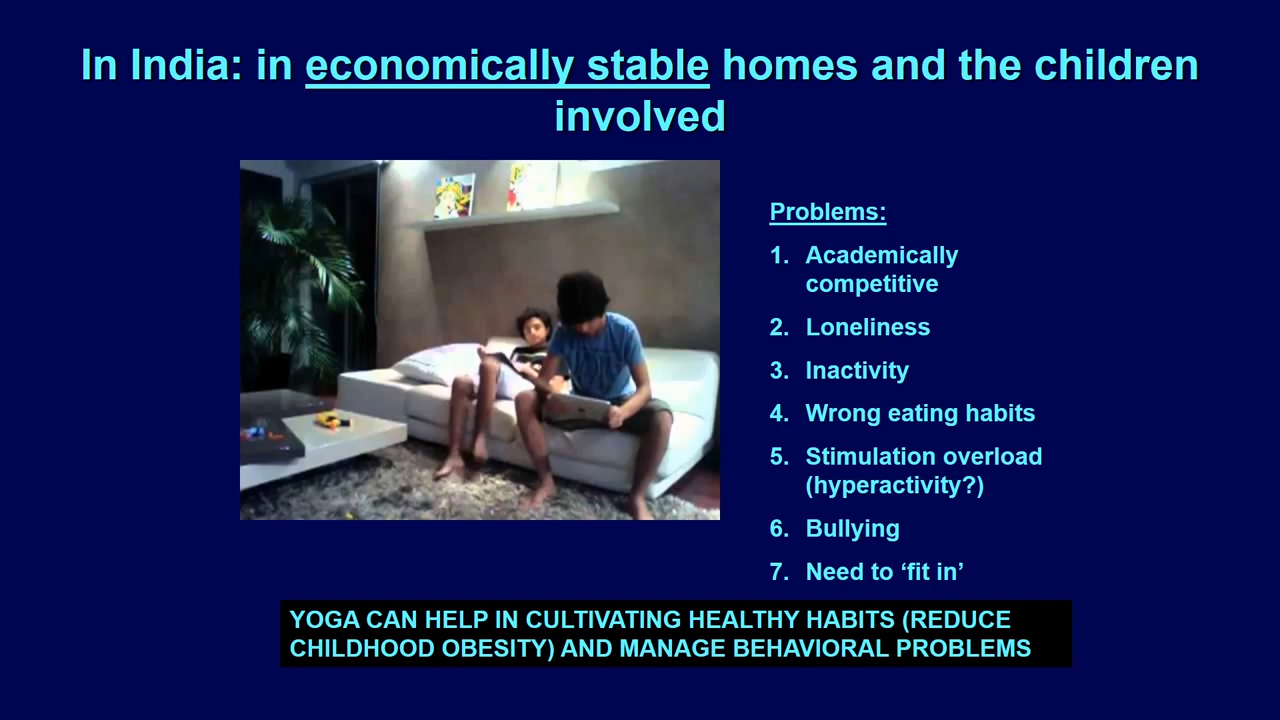 In India: in economically stable homes and the children
involved
Problems:
1. Academically
competitive
2. Loneliness
3. Inactivity
4. Wrong eating habits
5. Stimulation overload
(hyperactivity?)
6. Bullying
7. Need to ‘fit in’
YOGA CAN HELP IN CULTIVATING HEALTHY HABITS (REDUCE
CHILDHOOD OBESITY) AND MANAGE BEHAVIORAL PROBLEMS